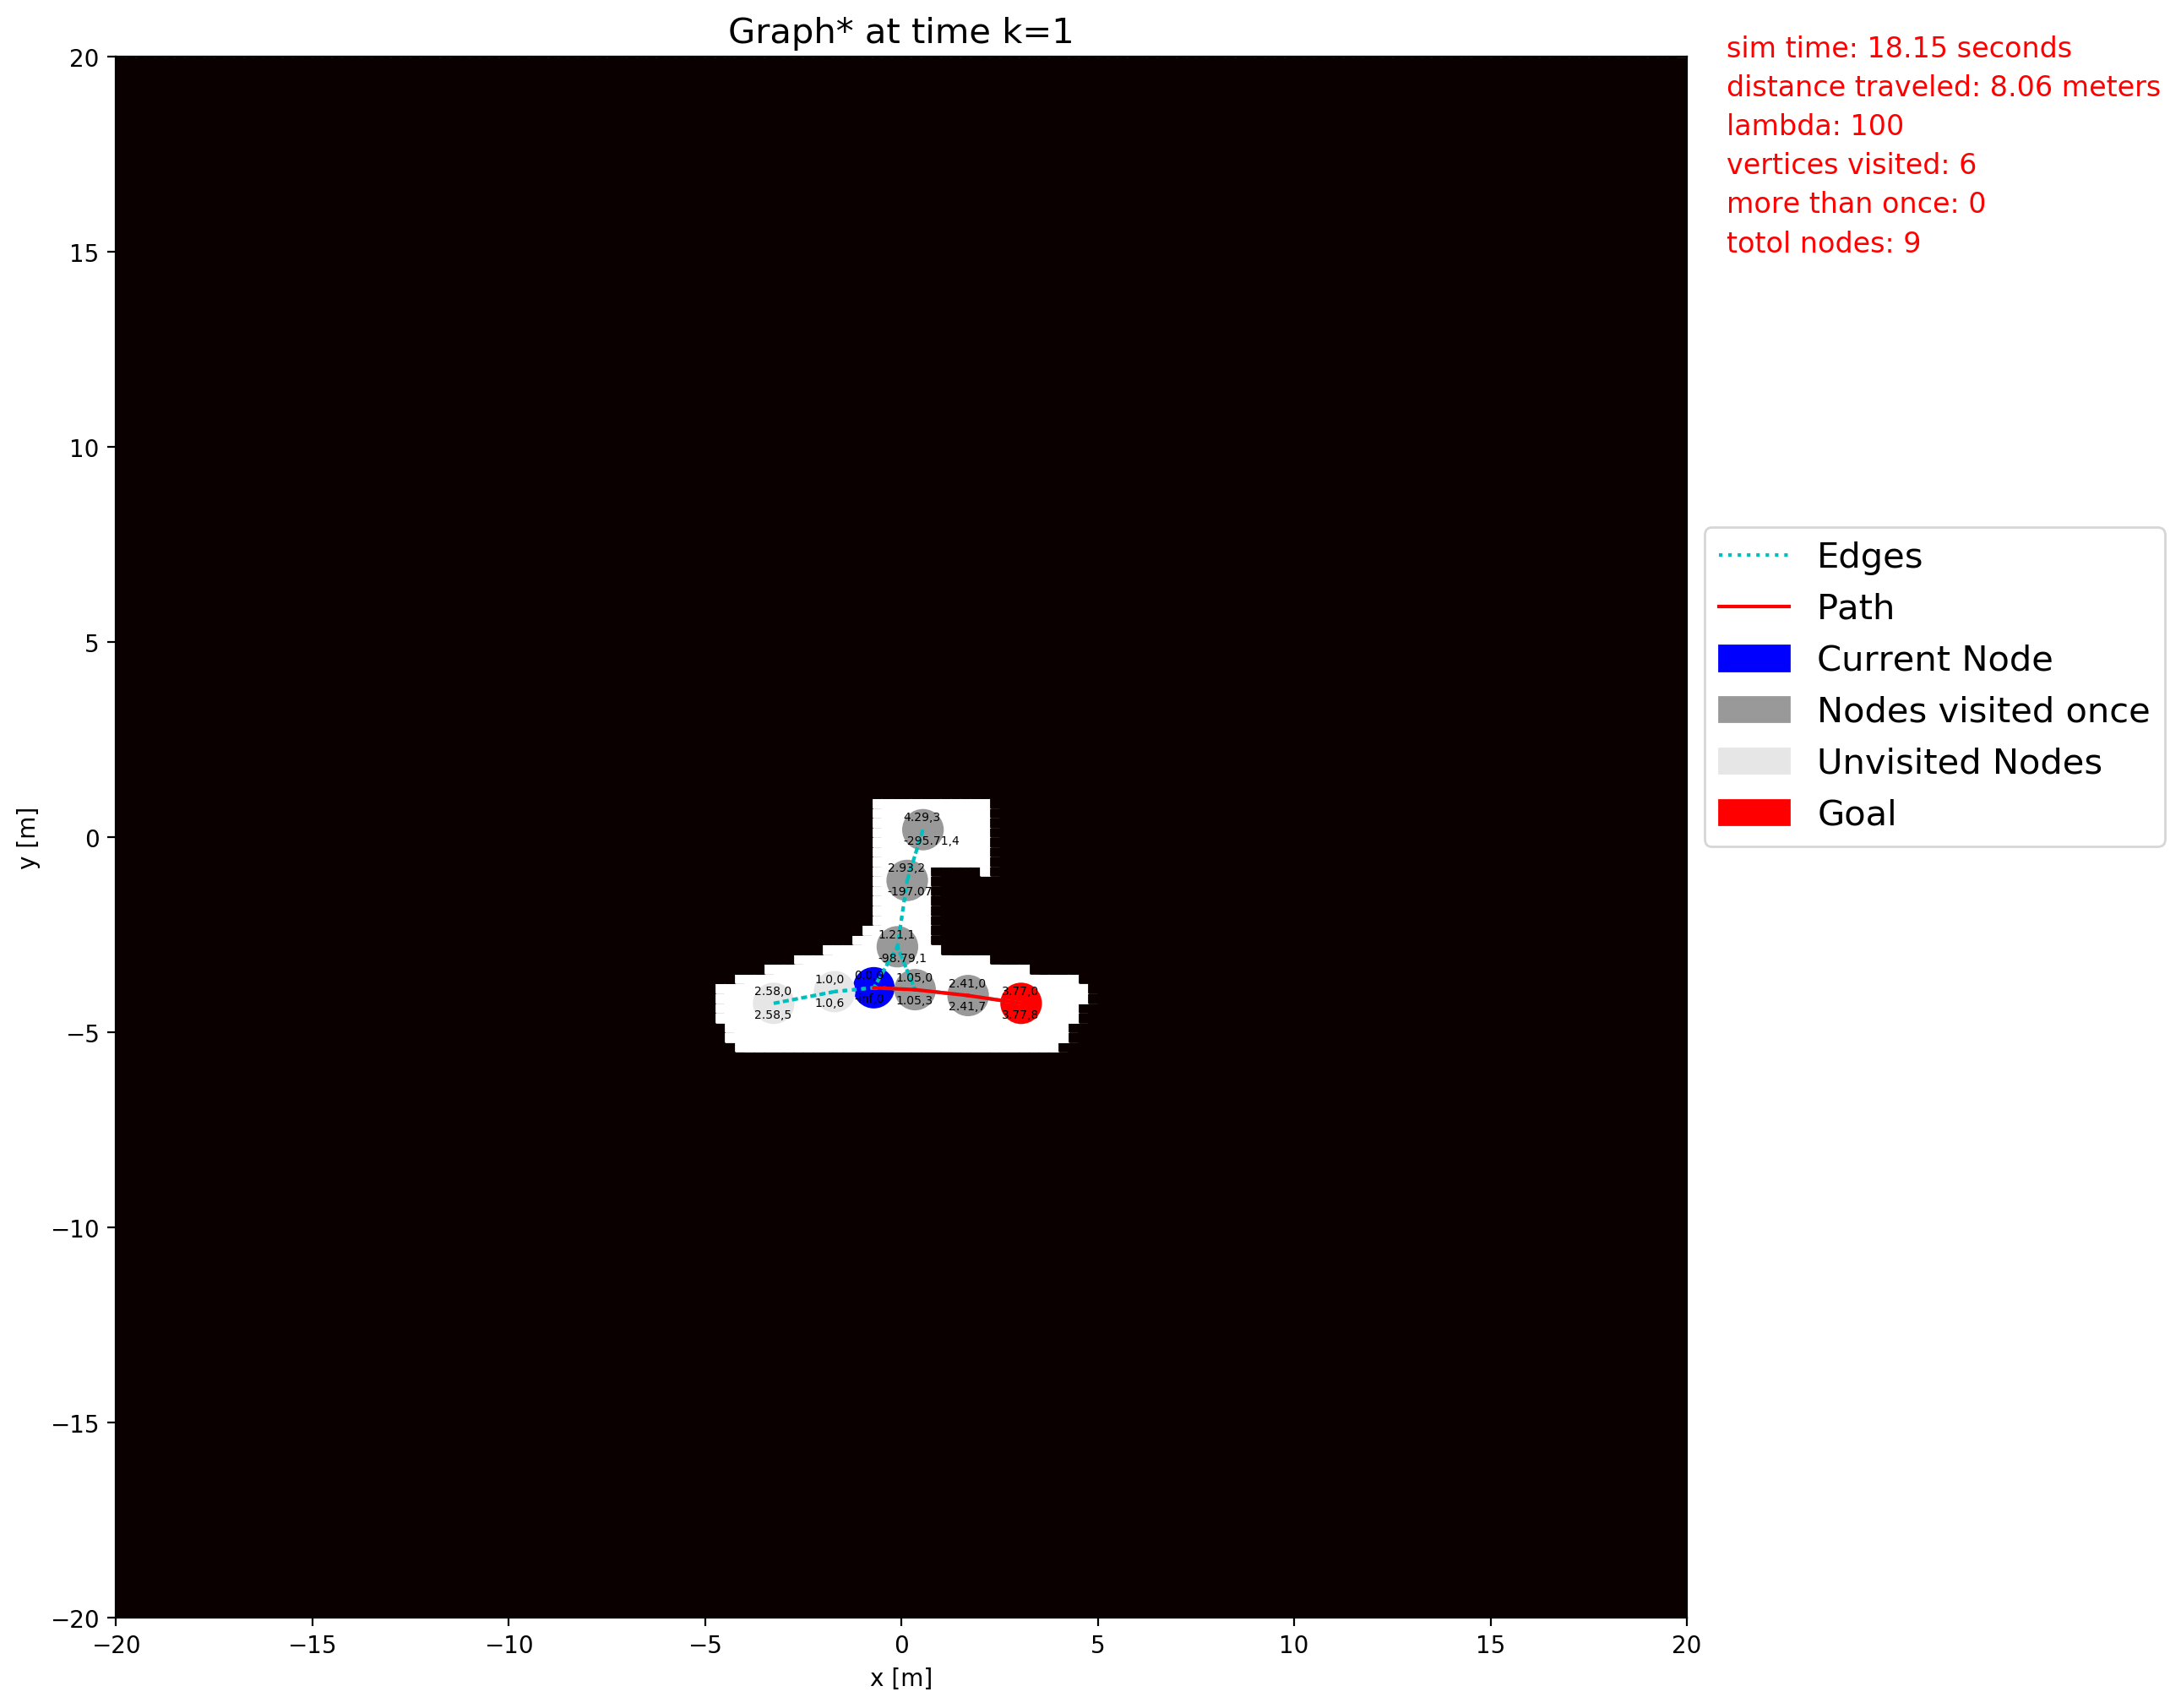 Graph* at time k=1
sim time: 18.15 seconds
distance traveled: 8.06 meters
lambda: 100
vertices visited: 6
more than once: 0
totol nodes: 9
Edges
Path
Current Node
Nodes visited once
Unvisited Nodes
Goal
20
15
10
5
0
−5
−10
−15
−20
y [m]
4.29,3
-295.71,4
2.93,2
-197.07
1.21,1
-98.79,1
2.58,0
2.58,5
1.0,0
1.0,6
1.05,0
1.05,3
2.41,0
2.41,7
3.77,0
3.77,8
−20 −15 −10 −5 0 5 10 15 20
x [m]